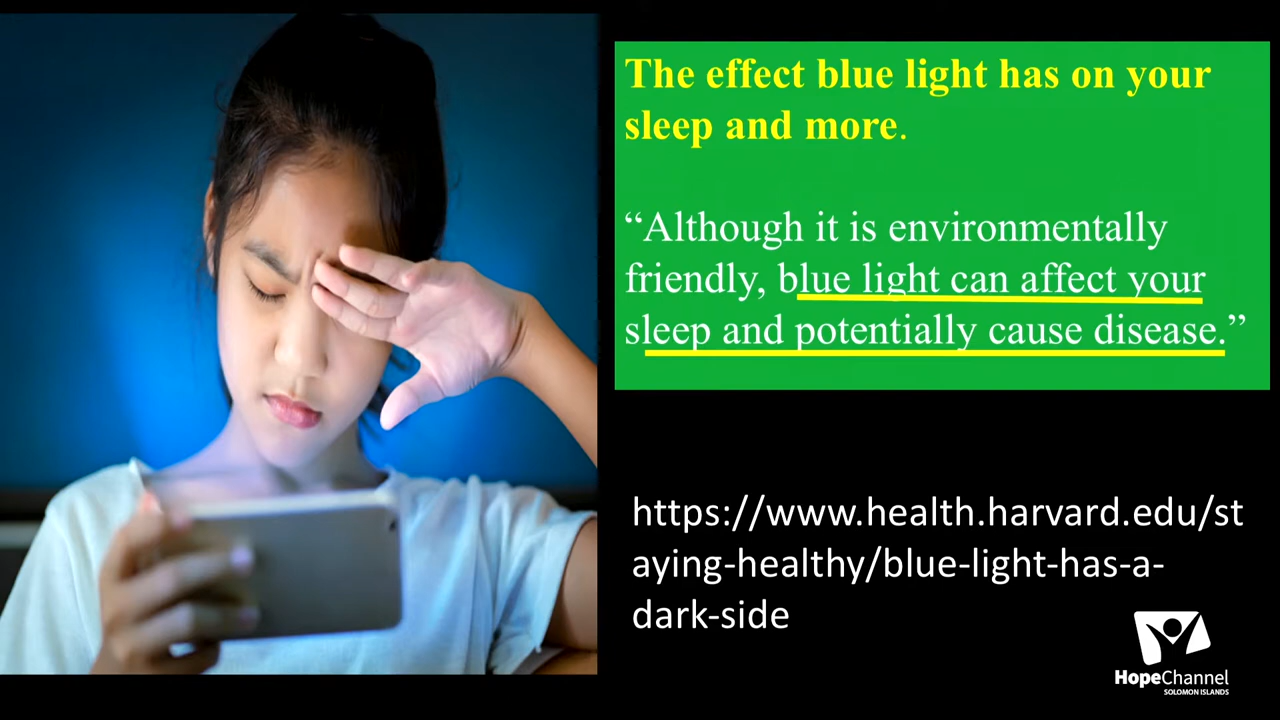 The effect blue light has on your
sleep and more.
“Although it is environmentally
friendly, blue light can affect your
sleep and potentially cause disease.”
https://www.health.harvard.edu/st
aying-healthy/blue-light-has-a-
dark-side
HopeChannel
SOLOMON ISLANDS